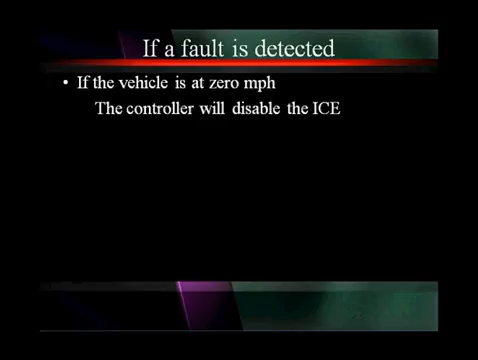 If a fault is detected
• If the vehicle is at zero mph
The controller will disable the ICE